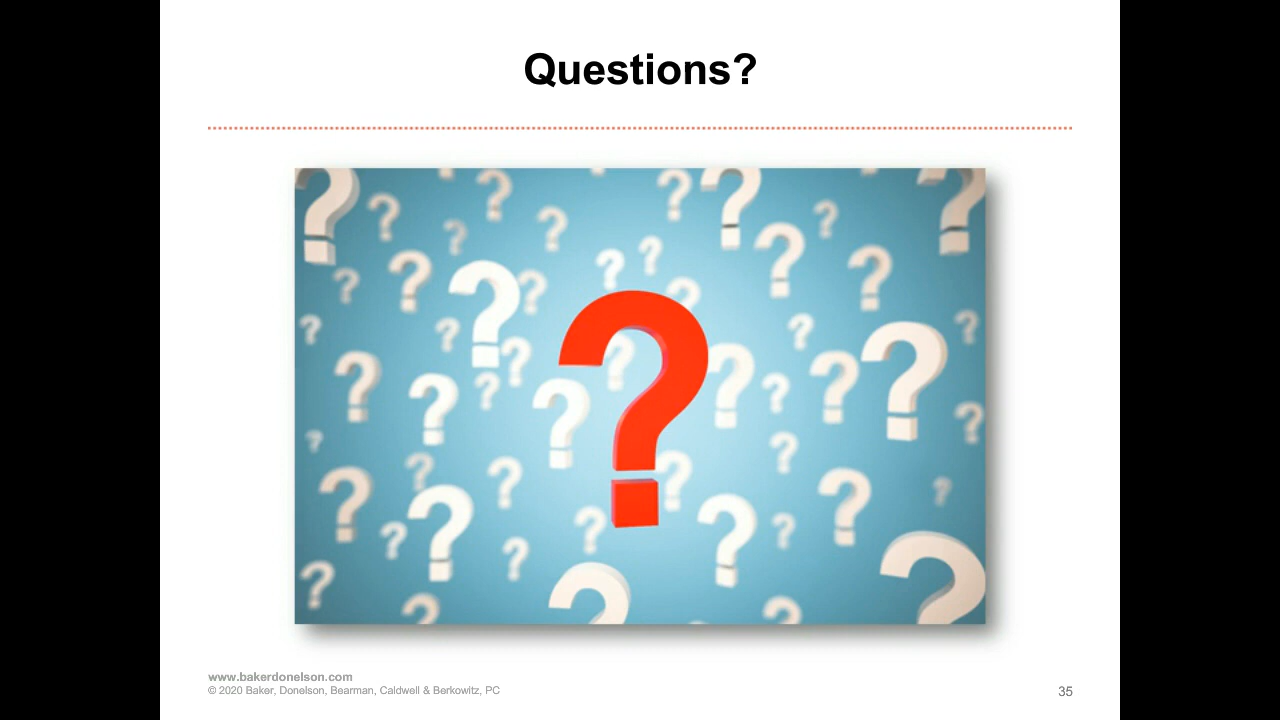 Questions?
www.bakerdonelson.com
© 2020 Baker, Donelson, Bearman, Caldwell & Berkowitz, PC
35